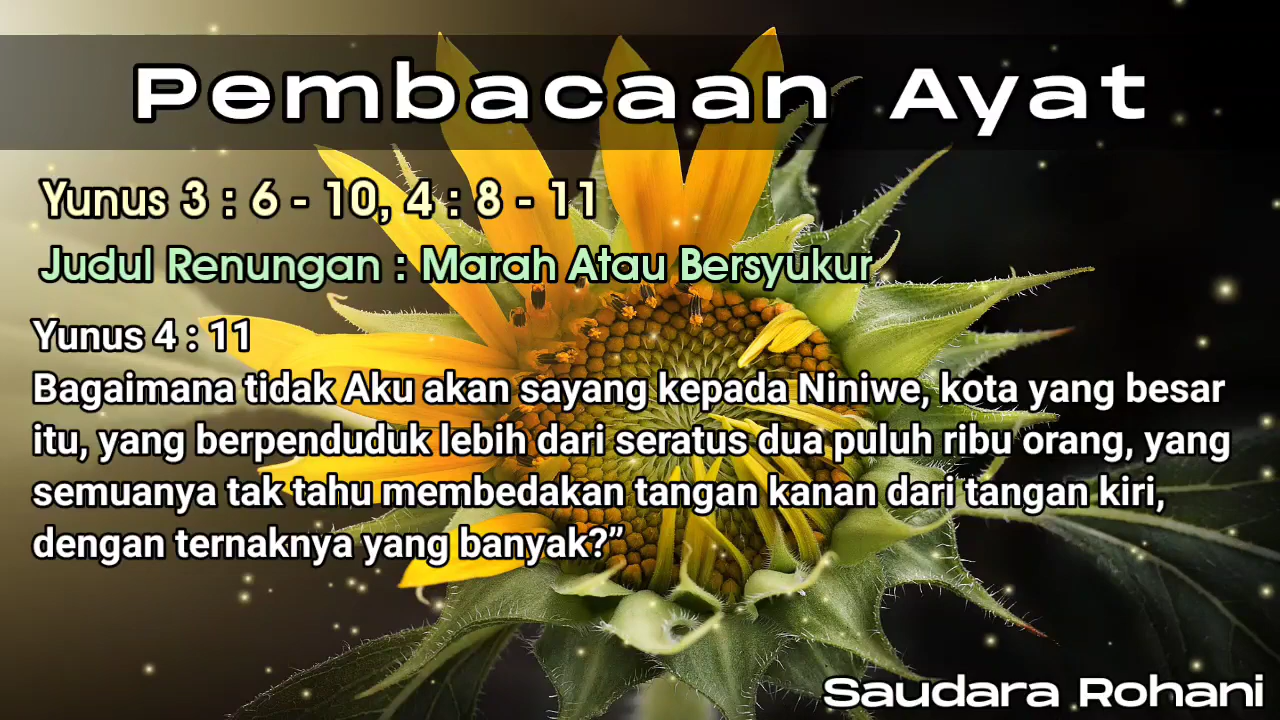 Pembacaan Ayat
Yunus 3 : 6 - 10, 4 : 8 - 11
Judul Renungan : Marah Atau Bersyukur
Yunus 4 : 11
Bagaimana tidak Aku akan sayang kepada Niniwe, kota yang besar
itu, yang berpenduduk lebih dari seratus dua puluh ribu orang, yang
semuanya tak tahu membedakan tangan kanan dari tangan kiri,
dengan ternaknya yang banyak?”
Saudara Rohani